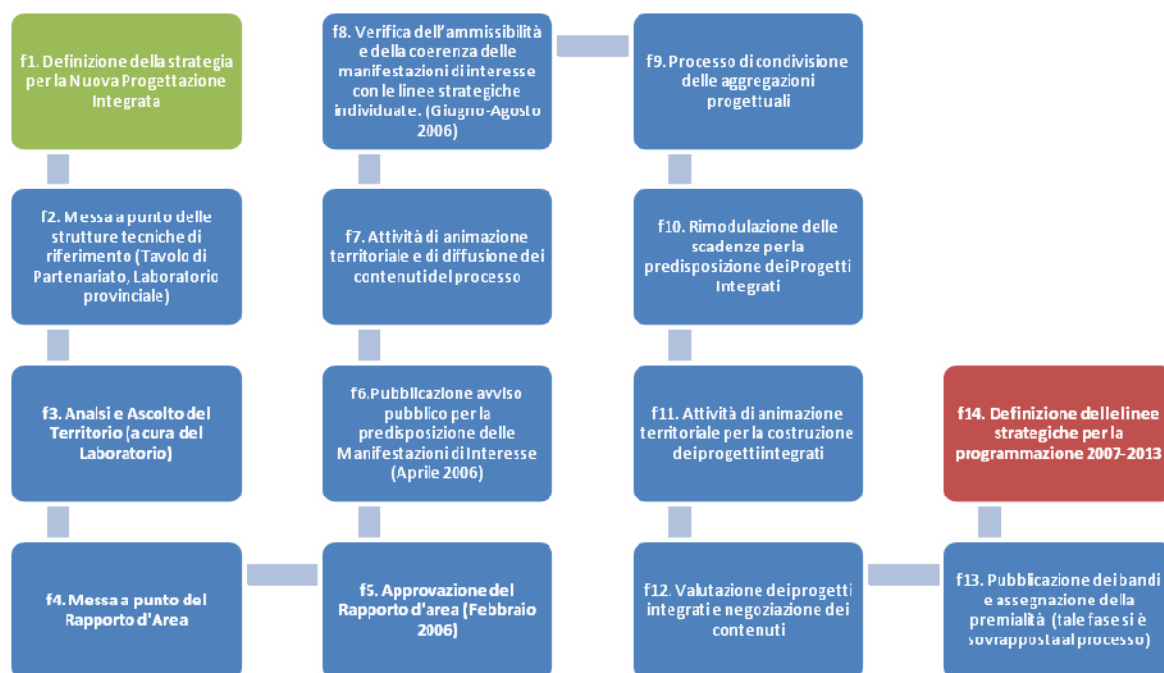 f1. Definizione della strategia
per la Nuova Progettazione
Integrata
f2. Messa a punto delle
strutture tecniche di
riferimento (Tavolo di
Partenariato, Laboratorio
provinciale)
f3. Analsi e Ascolto del
Territorio (a cura del
Laboratorio)
f4. Messa a punto del
Rapporto d'Area
f5. Approvazione del
Rapporto d'area (Febbraio
2006)
f6.Pubblicazione avviso
pubblico per la
predisposizione delle
Manifestazioni di Interesse
(Aprile 2006)
f7. Attività di animazione
territoriale e di diffusione dei
contenuti del processo
f8. Verifica dell'ammissibilità
e della coerenza delle
manifestazioni di interesse
con le linee strategiche
individuate. (Giugno-Agosto
2006)
f9. Processo di condivisione
delle aggregazioni
progettuali
f10. Rimodulazione delle
scadenze per la
predisposizione dei Progetti
Integrati
f11. Attività di animazione
territoriale per la costruzione
dei progetti integrati
f12. Valutazione dei progetti
integrati e negoziazione dei
contenuti
f13. Pubblicazione dei bandi
e assegnazione della
premialità (tale fase si è
sovrapposta al processo)
f14. Definizione delle linee
strategiche per la
programmazione 2007-2013